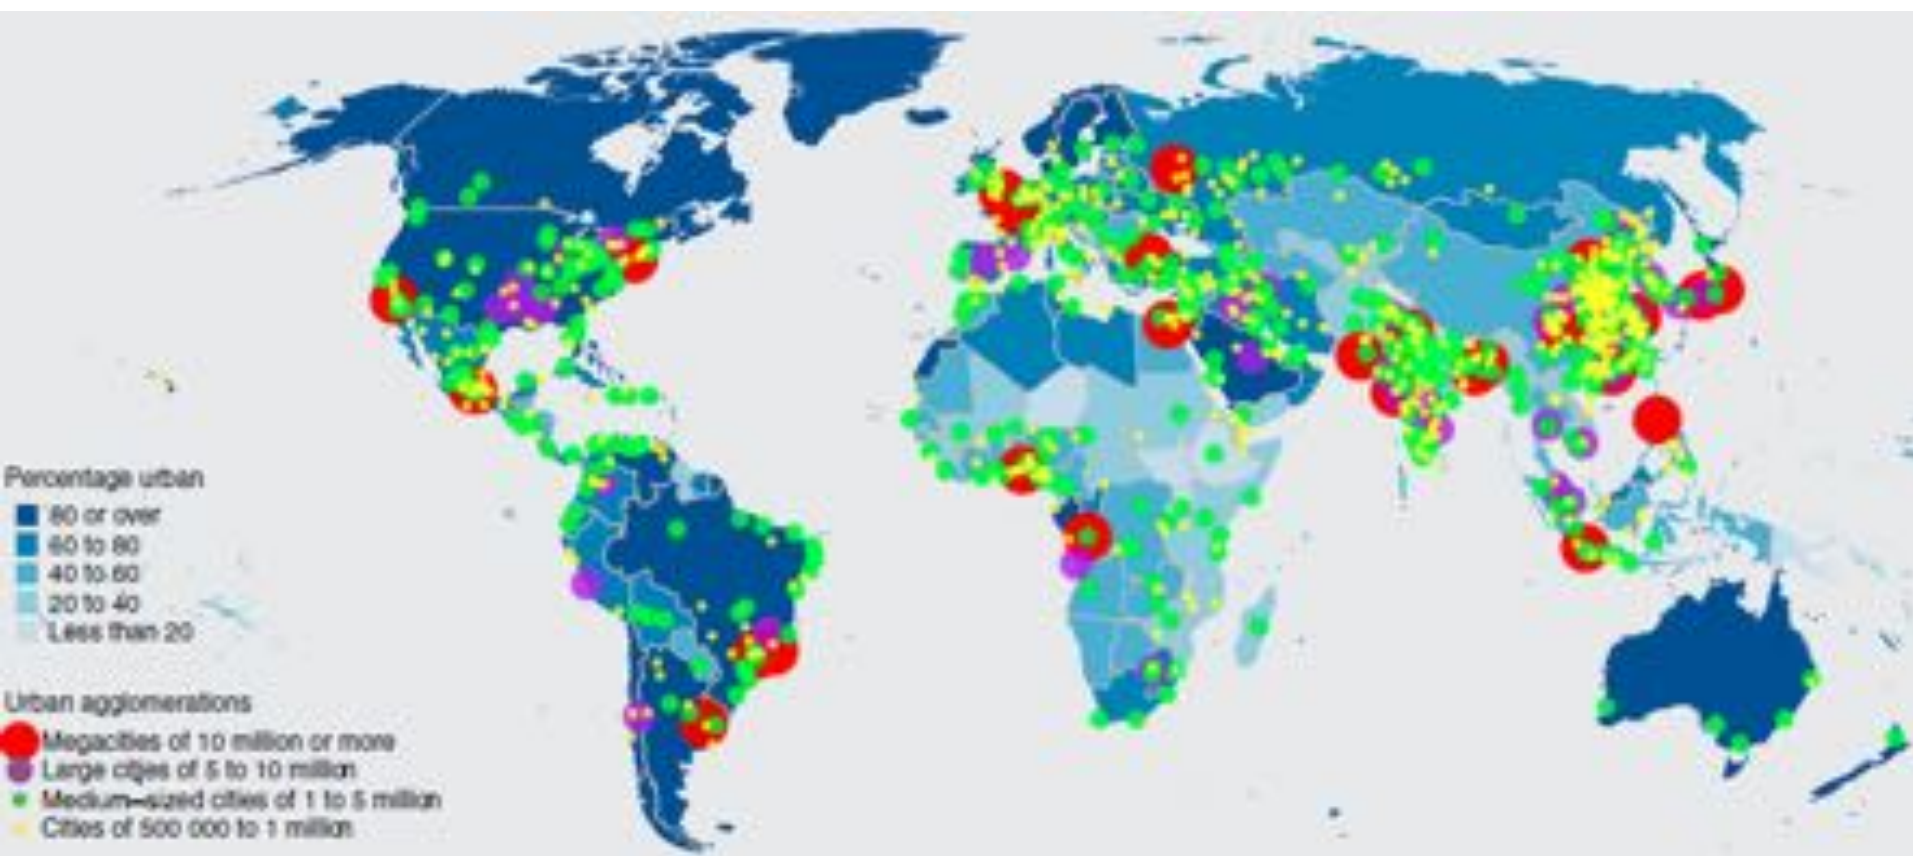 Percentage urban
80 or over
60 to 80
40 to 60
20 to 40
Less than 20
Urban agglomerations
Megacities of 10 million or more
Large cities of 5 to 10 million
Medium-sized cities of 1 to 5 million
Cities of 500 000 to 1 million